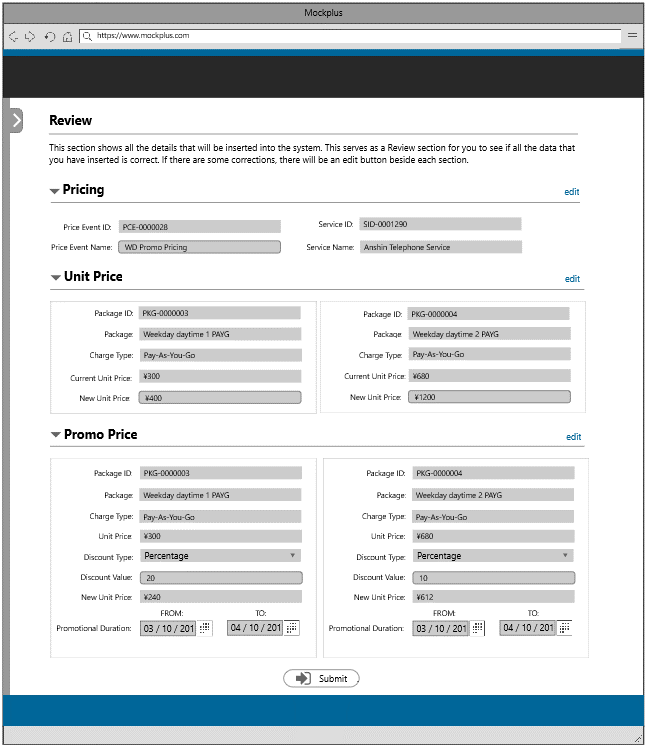 Mockplus
https://www.mockplus.com
Review
This section shows all the details that will be inserted into the system. This serves as a Review section for you to see if all the data that
you have inserted is correct. If there are some corrections, there will be an edit button beside each section.
Pricing edit
Price Event ID: PCE-0000028 Service ID: SID-0001290
Price Event Name: WD Promo Pricing Service Name: Anshin Telephone Service
Unit Price edit
Package ID: PKG-0000003 Package ID: PKG-0000004
Package: Weekday daytime 1 PAYG Package: Weekday daytime 2 PAYG
Charge Type: Pay-As-You-Go Charge Type: Pay-As-You-Go
Current Unit Price: ¥300 Current Unit Price: ¥680
New Unit Price: ¥400 New Unit Price: ¥1200
Promo Price edit
Package ID: PKG-0000003 Package ID: PKG-0000004
Package: Weekday daytime 1 PAYG Package: Weekday daytime 2 PAYG
Charge Type: Pay-As-You-Go Charge Type: Pay-As-You-Go
Unit Price: ¥300 Unit Price: ¥680
Discount Type: Percentage Discount Type: Percentage
Discount Value: 20 Discount Value: 10
New Unit Price: ¥240 New Unit Price: ¥612
FROM: TO: FROM: TO:
Promotional Duration: 03 / 10 / 201 04 / 10 / 201 Promotional Duration: 03 / 10 / 201 04 / 10 / 201
Submit